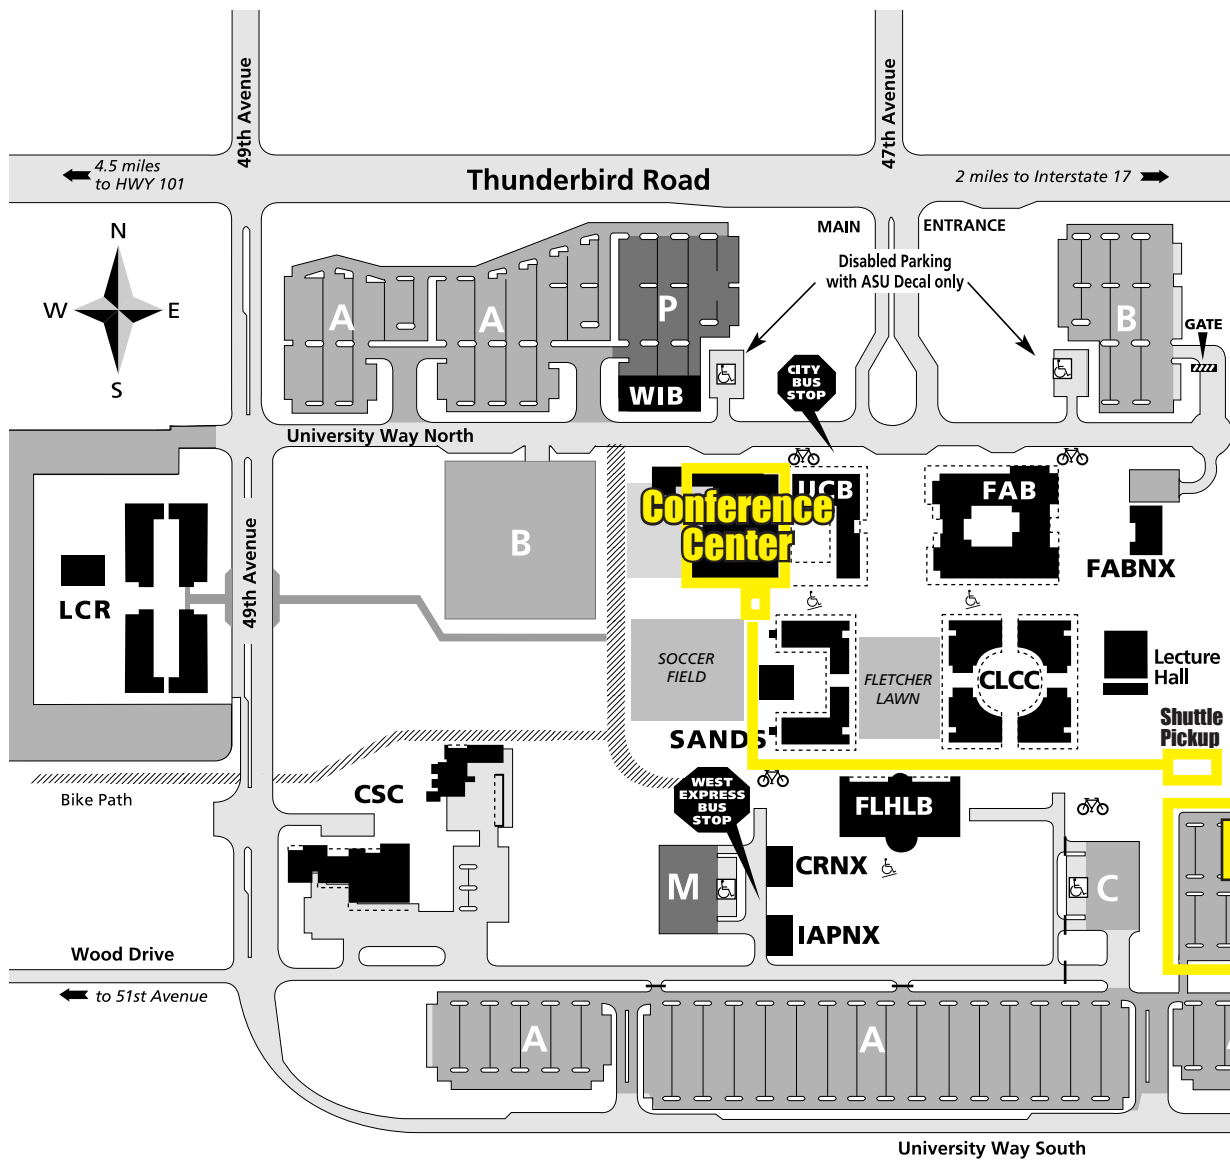 49th Avenue
47th Avenue
4.5 miles
to HWY 101
Thunderbird Road
2 miles to Interstate 17
N
W
E
S
MAIN
ENTRANCE
Disabled Parking
with ASU Decal only
A
A
P
B
GATE
WIB
CITY
BUS
STOP
University Way North
B
UCB
FAB
Conference
Center
FABNX
LCR
49th Avenue
SOCCER
FIELD
FLETCHER
LAWN
CLCC
Lecture
Hall
SANDS
Shuttle
Pickup
Bike Path
CSC
WEST
EXPRESS
BUS
STOP
FLHLB
M
CRNX
C
IAPNX
Wood Drive
to 51st Avenue
A
A
University Way South